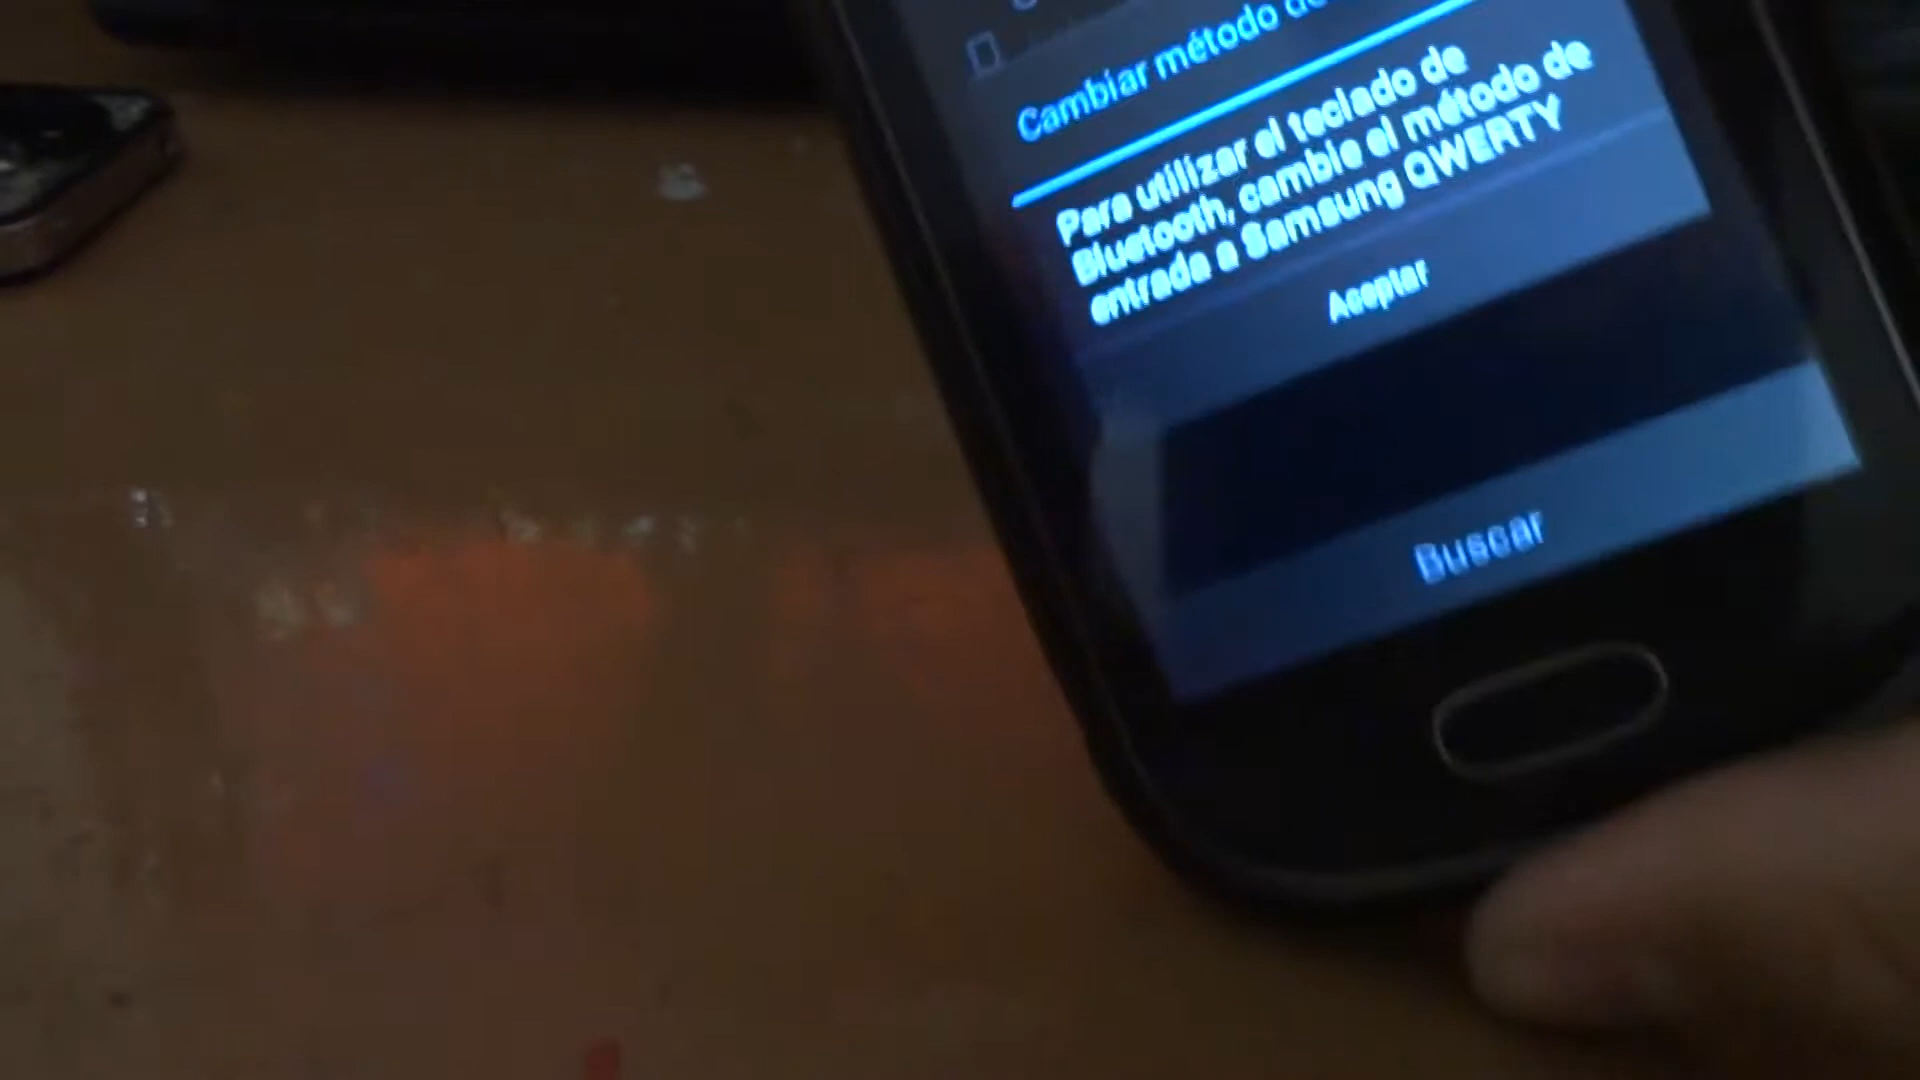 Cambiar método de
Para utilizar el teclado de
Bluetooth, cambie el método de
entrada a Samsung QWERTY
Aceptar
Buscar